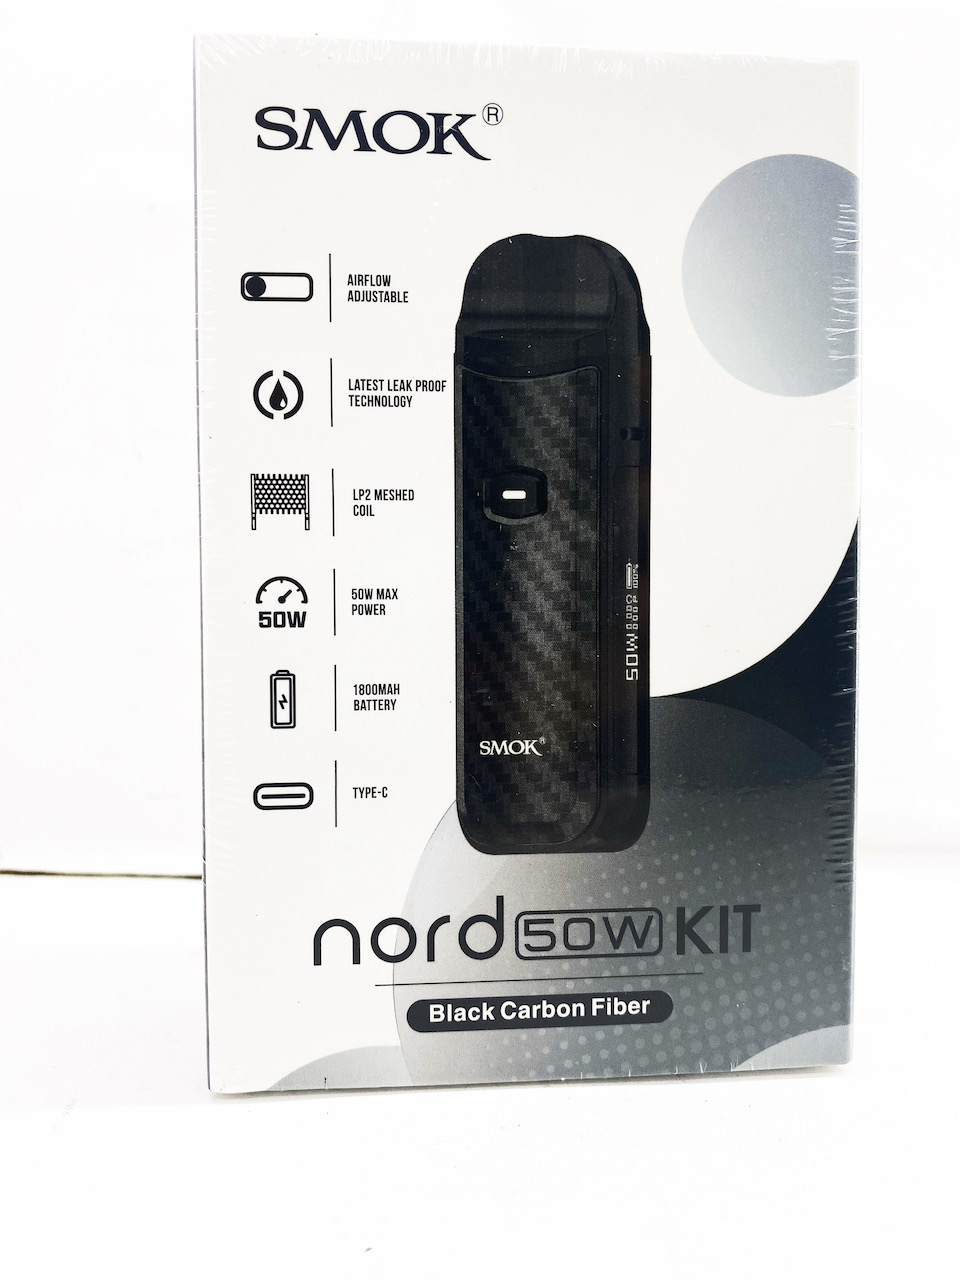 SMOK®
AIRFLOW
ADJUSTABLE
LATEST LEAK PROOF
TECHNOLOGY
LP2 MESHED
COIL
50W
50W MAX
POWER
1800MAH
BATTERY
TYPE-C
50W
100%
SMOK®
nord 50W KIT
Black Carbon Fiber